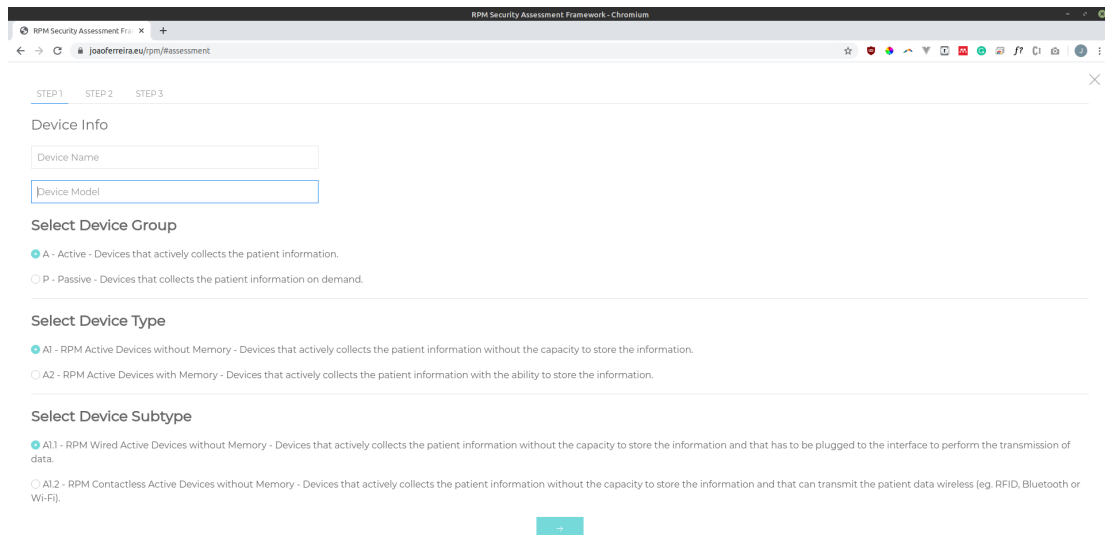 RPM Security Assessment Framework - Chromium
RPM Security Assessment Fra
joaoferreira.eu/rpm/#assessment
STEP 1 STEP 2 STEP 3
Device Info
Device Name
Device Model
Select Device Group
A - Active - Devices that actively collects the patient information.
P - Passive - Devices that collects the patient information on demand.
Select Device Type
A1 - RPM Active Devices without Memory - Devices that actively collects the patient information without the capacity to store the information.
A2 - RPM Active Devices with Memory - Devices that actively collects the patient information with the ability to store the information.
Select Device Subtype
A1.1 - RPM Wired Active Devices without Memory - Devices that actively collects the patient information without the capacity to store the information and that has to be plugged to the interface to perform the transmission of
data.
A1.2 - RPM Contactless Active Devices without Memory - Devices that actively collects the patient information without the capacity to store the information and that can transmit the patient data wireless (eg. RFID, Bluetooth or
Wi-Fi).